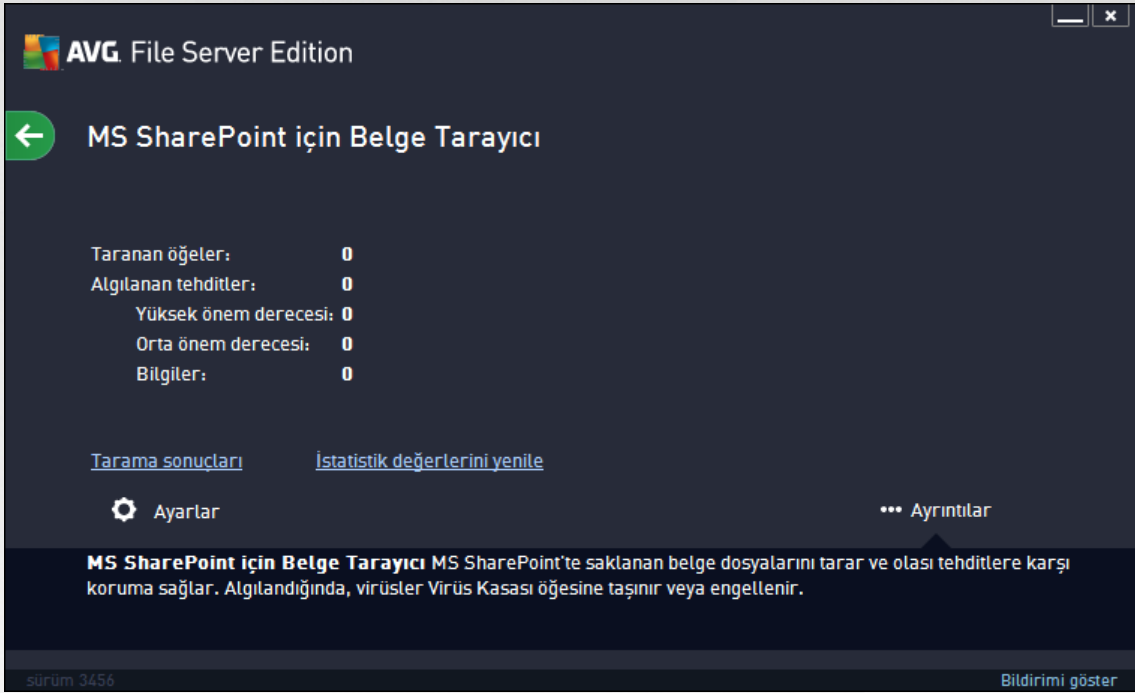 AVG. File Server Edition
MS SharePoint için Belge Tarayıcı
Taranan öğeler: 0
Algılanan tehditler: 0
Yüksek önem derecesi: 0
Orta önem derecesi: 0
Bilgiler: 0
Tarama sonuçları İstatistik değerlerini yenile
Ayarlar ••• Ayrıntılar
MS SharePoint için Belge Tarayıcı MS SharePoint'te saklanan belge dosyalarını tarar ve olası tehditlere karşı
koruma sağlar. Algılandığında, virüsler Virüs Kasası öğesine taşınır veya engellenir.
sürüm 3456 Bildirimi göster